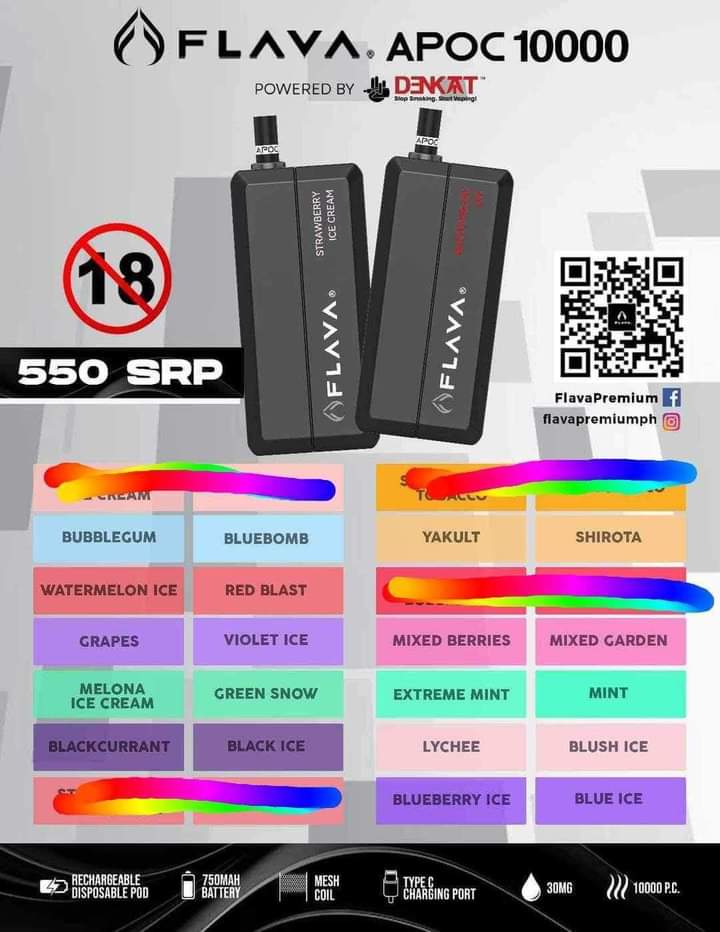 FLAVA® APOC 10000
POWERED BY DENKAT™
Stop Smoking. Start Vaping!
APOC
APOC
STRAWBERRY
ICE CREAM
FLAVA®
FLAVA®
18
550 SRP
FLAVA
FlavaPremium
flavapremiumph
CREAM
TOBACCO
BUBBLEGUM
BLUEBOMB
YAKULT
SHIROTA
WATERMELON ICE
RED BLAST
GRAPES
VIOLET ICE
MIXED BERRIES
MIXED GARDEN
MELONA
ICE CREAM
GREEN SNOW
EXTREME MINT
MINT
BLACKCURRANT
BLACK ICE
LYCHEE
BLUSH ICE
BLUEBERRY ICE
BLUE ICE
RECHARGEABLE
DISPOSABLE POD
750MAH
BATTERY
MESH
COIL
TYPE C
CHARGING PORT
30MG
10000 P.C.